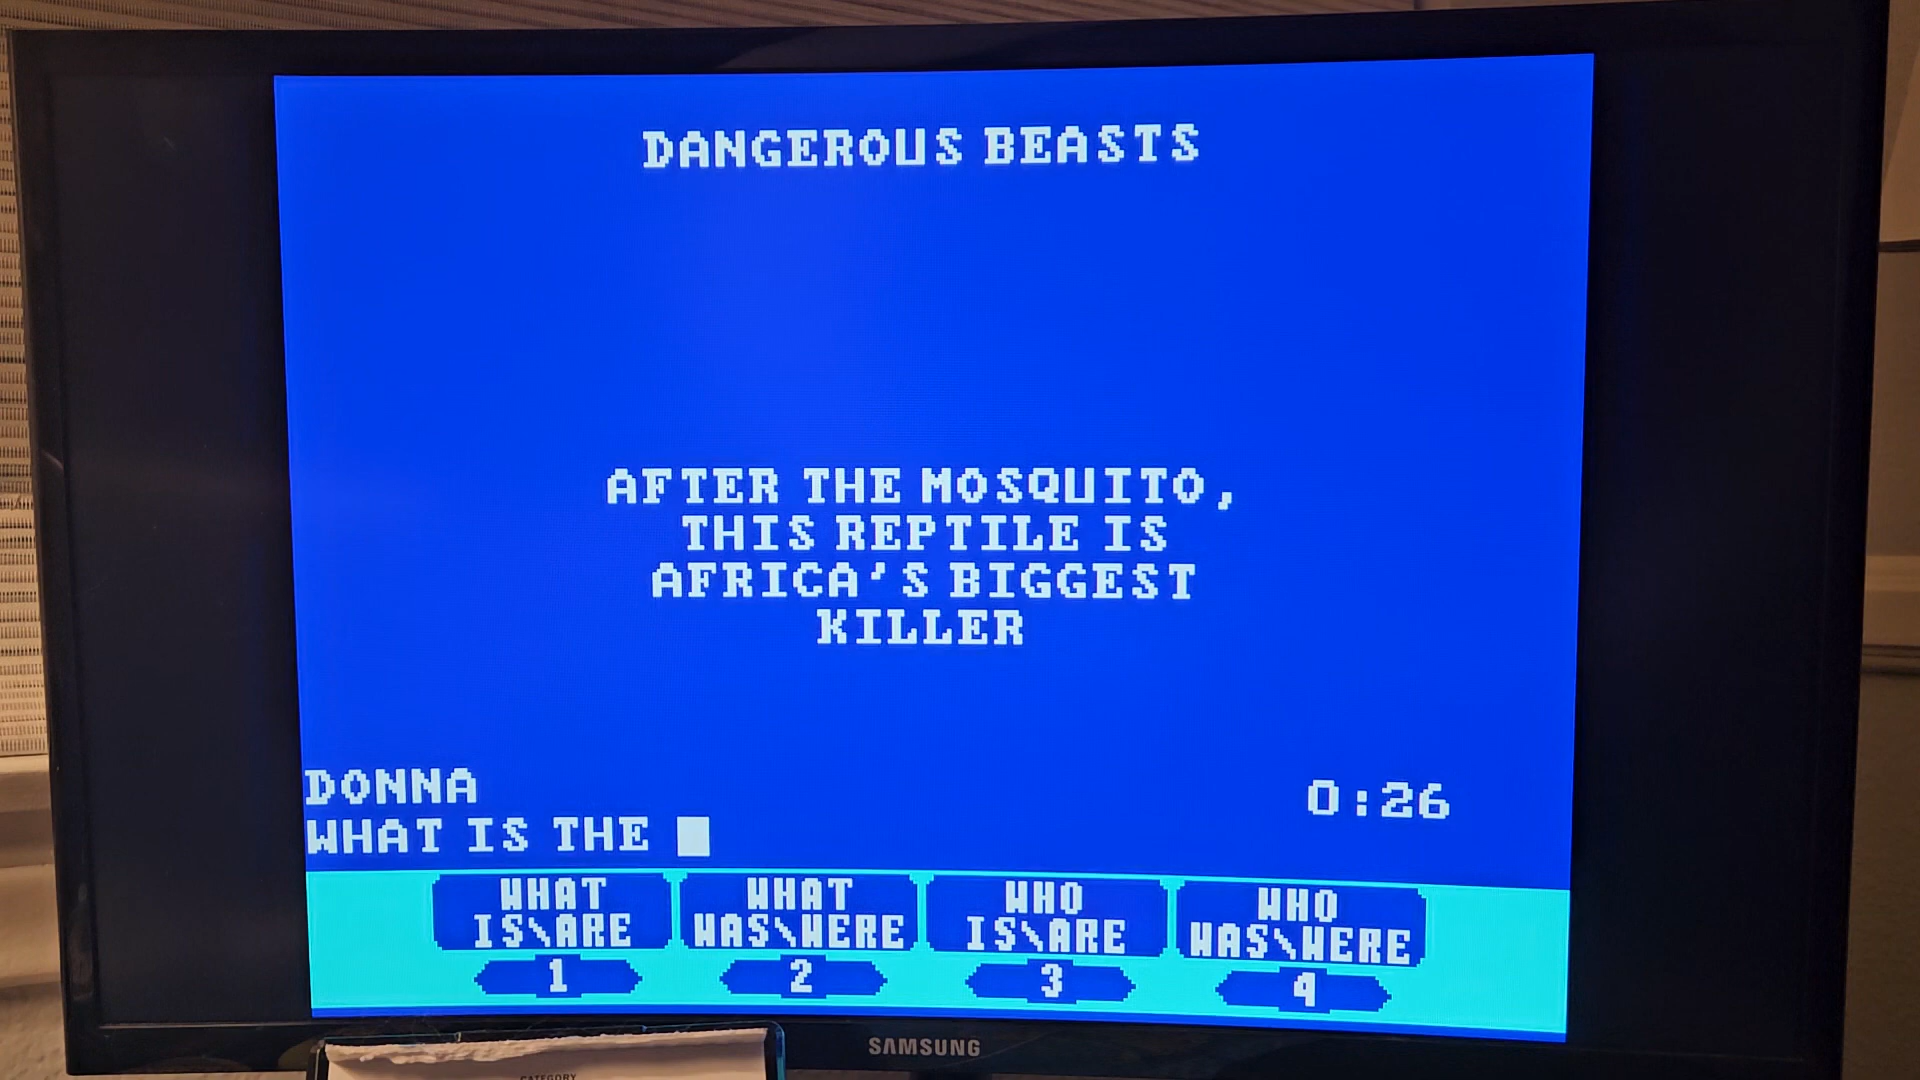 DANGEROUS BEASTS
AFTER THE MOSQUITO,
THIS REPTILE IS
AFRICA'S BIGGEST
KILLER
DONNA
0:26
WHAT IS THE
WHAT IS\ARE
WHAT WAS\WERE
WHO IS\ARE
WHO WAS\WERE
1
2
3
4
SAMSUNG
CATEGORY